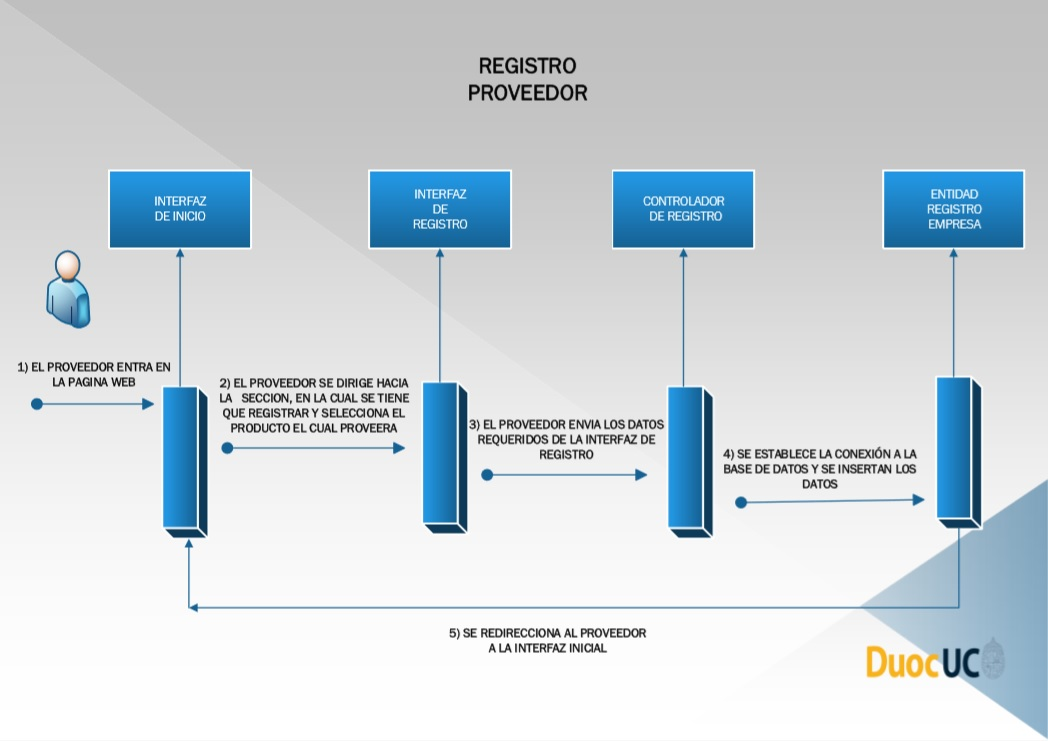 REGISTRO
PROVEEDOR
INTERFAZ
DE INICIO
INTERFAZ
DE
REGISTRO
CONTROLADOR
DE REGISTRO
ENTIDAD
REGISTRO
EMPRESA
1) EL PROVEEDOR ENTRA EN
LA PAGINA WEB
2) EL PROVEEDOR SE DIRIGE HACIA
LA SECCION, EN LA CUAL SE TIENE
QUE REGISTRAR Y SELECCIONA EL
PRODUCTO EL CUAL PROVEERA
3) EL PROVEEDOR ENVIA LOS DATOS
REQUERIDOS DE LA INTERFAZ DE
REGISTRO
4) SE ESTABLECE LA CONEXIÓN A LA
BASE DE DATOS Y SE INSERTAN LOS
DATOS
5) SE REDIRECCIONA AL PROVEEDOR
A LA INTERFAZ INICIAL
DuocUC